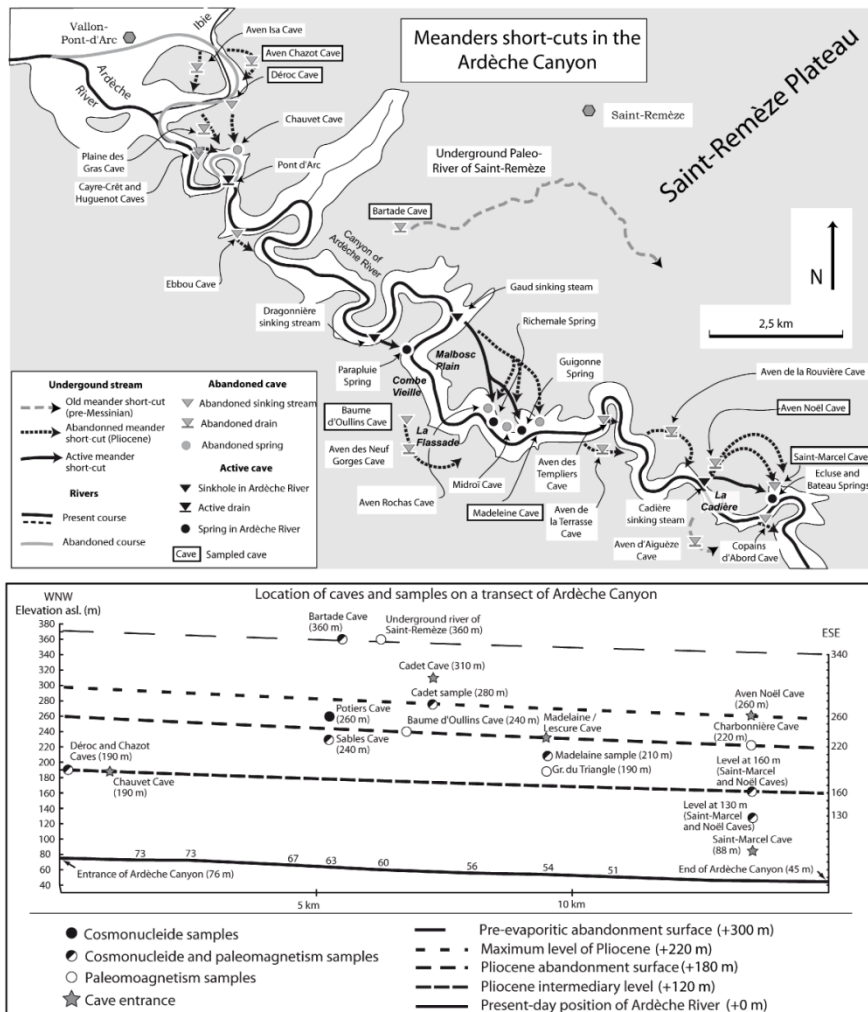 Meanders short-cuts in the
Ardèche Canyon
Vallon-
Pont-d'Arc
Ibie
Aven Isa Cave
Aven Chazot Cave
Déroc Cave
Ardèche
River
Chauvet Cave
Plaine des
Gras Cave
Pont d'Arc
Cayre-Crêt and
Huguenot Caves
Ebbou Cave
Saint-Remèze
Saint-Remèze Plateau
Underground Paleo-
River of Saint-Remèze
Bartade Cave
Canyon of
Ardèche River
N
2,5 km
Dragonnière
sinking stream
Gaud sinking stream
Richemale Spring
Parapluie
Spring
Malbosc
Plain
Guigonne
Spring
Combe
Vieille
Baume
d'Oullins Cave
La Flassade
Aven des Neuf
Gorges Cave
Aven Rochas Cave
Midroï Cave
Madeleine Cave
Aven des
Templiers
Cave
Aven de
la Terrasse
Cave
Aven de la Rouvière Cave
Aven Noël Cave
Saint-Marcel Cave
Ecluse and
Bateau Springs
Cadière
sinking steam
La
Cadière
Aven d'Aiguèze
Cave
Copains
d'Abord Cave
Undergound stream
Old meander short-cut
(pre-Messinian)
Abandonned meander
short-cut (Pliocene)
Active meander
short-cut
Rivers
Present course
Abandoned course
Abandoned cave
Abandoned sinking stream
Abandoned drain
Abandoned spring
Active cave
Sinkhole in Ardèche River
Active drain
Spring in Ardèche River
Cave Sampled cave
Location of caves and samples on a transect of Ardèche Canyon
WNW
Elevation asl. (m)
ESE
380
360
340
320
300
280
260
240
220
200
180
160
140
120
100
80
60
40
340
260
220
160
130
Bartade Cave
(360 m)
Underground river of
Saint-Remèze (360 m)
Cadet Cave (310 m)
Cadet sample (280 m)
Potiers Cave
(260 m)
Baume d'Oullins Cave (240 m)
Sables Cave
(240 m)
Madelaine /
Lescure Cave
Madelaine sample (210 m)
Gr. du Triangle (190 m)
Aven Noël Cave
(260 m)
Charbonnière Cave
(220 m)
Level at 160 m
(Saint-Marcel
and Noël Caves)
Level at 130 m
(Saint-Marcel
and Noël Caves)
Saint-Marcel Cave
(88 m)
Déroc and Chazot
Caves (190 m)
Chauvet Cave
(190 m)
73 73 67 63 60 56 54 51
Entrance of Ardèche Canyon (76 m)
End of Ardèche Canyon (45 m)
5 km
10 km
Cosmonucleide samples
Cosmonucleide and paleomagnetism samples
Paleomoagnetism samples
Cave entrance
Pre-evaporitic abandonment surface (+300 m)
Maximum level of Pliocene (+220 m)
Pliocene abandonment surface (+180 m)
Pliocene intermediary level (+120 m)
Present-day position of Ardèche River (+0 m)